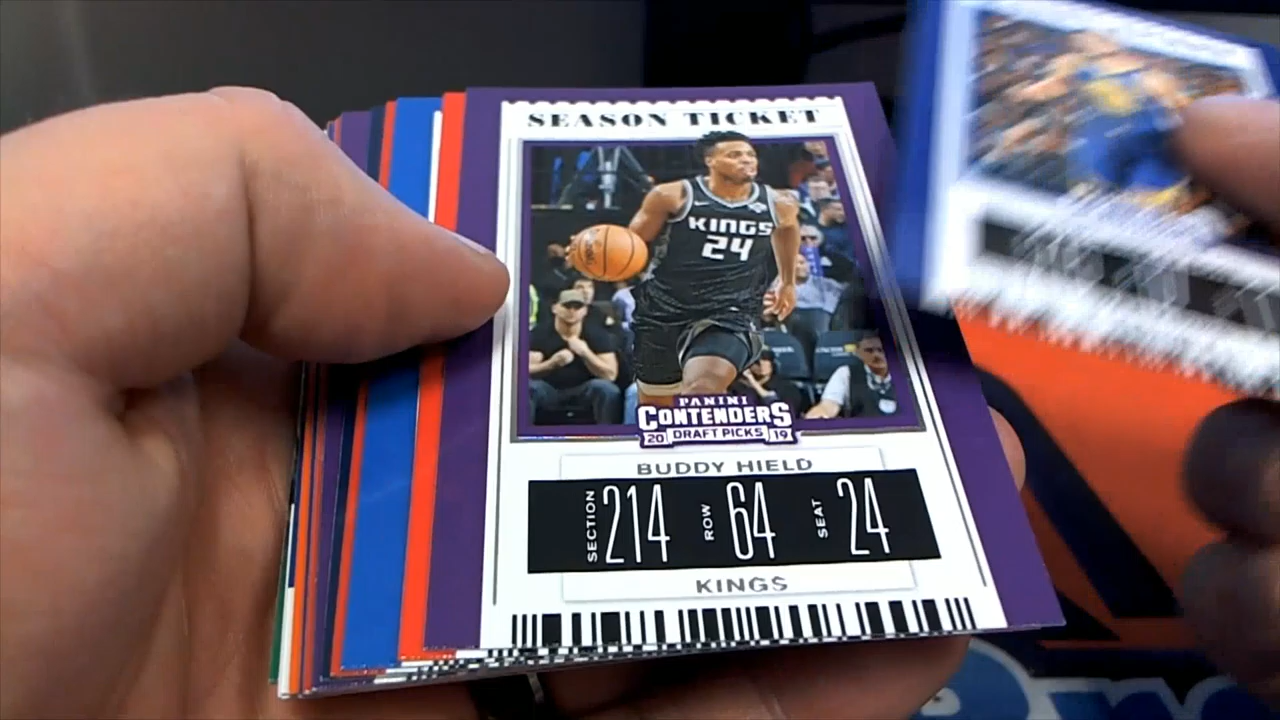 SEASON TICKET
KINGS
24
PANINI
CONTENDERS
20 DRAFT PICKS 19
BUDDY HIELD
SECTION 214 ROW 64 SEAT 24
KINGS